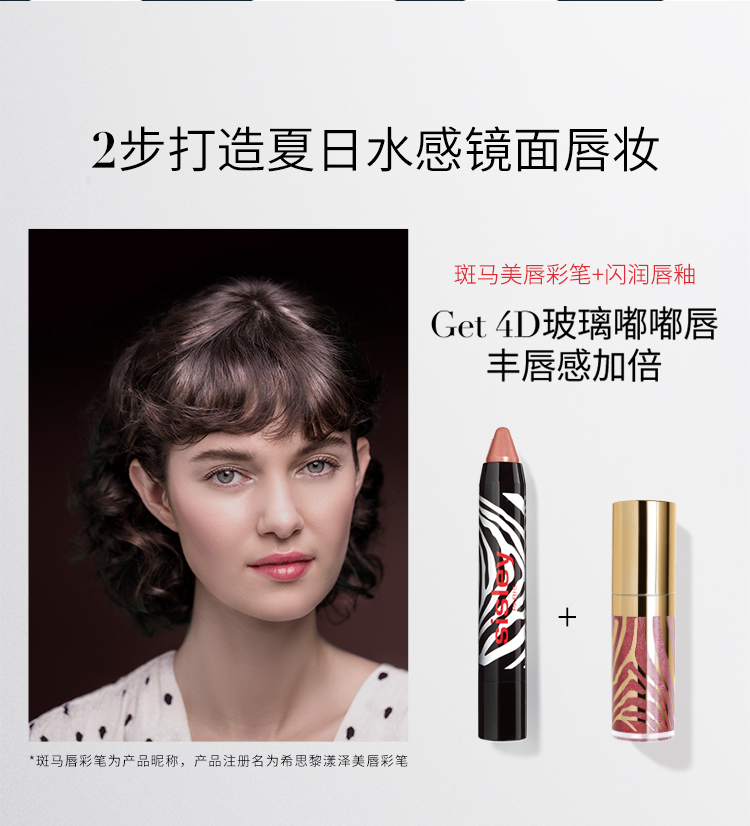 2步打造夏日水感镜面唇妆
斑马美唇彩笔+闪润唇釉
Get 4D玻璃嘟嘟唇
丰唇感加倍
sisley
+
*斑马唇彩笔为产品昵称，产品注册名为希思黎漾泽美唇彩笔